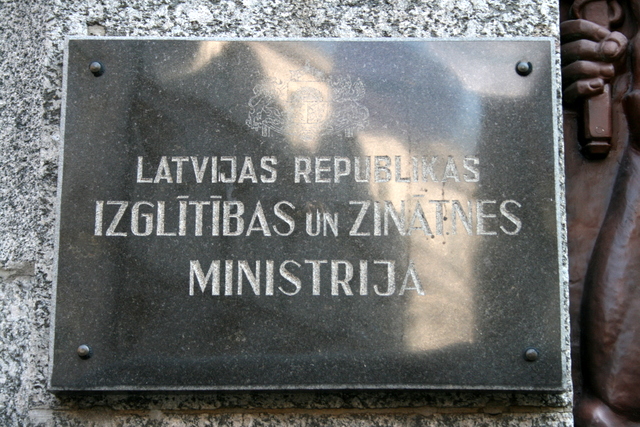 LATVIJAS REPUBLIKAS
IZGLĪTĪBAS UN ZINĀTNES
MINISTRIJA